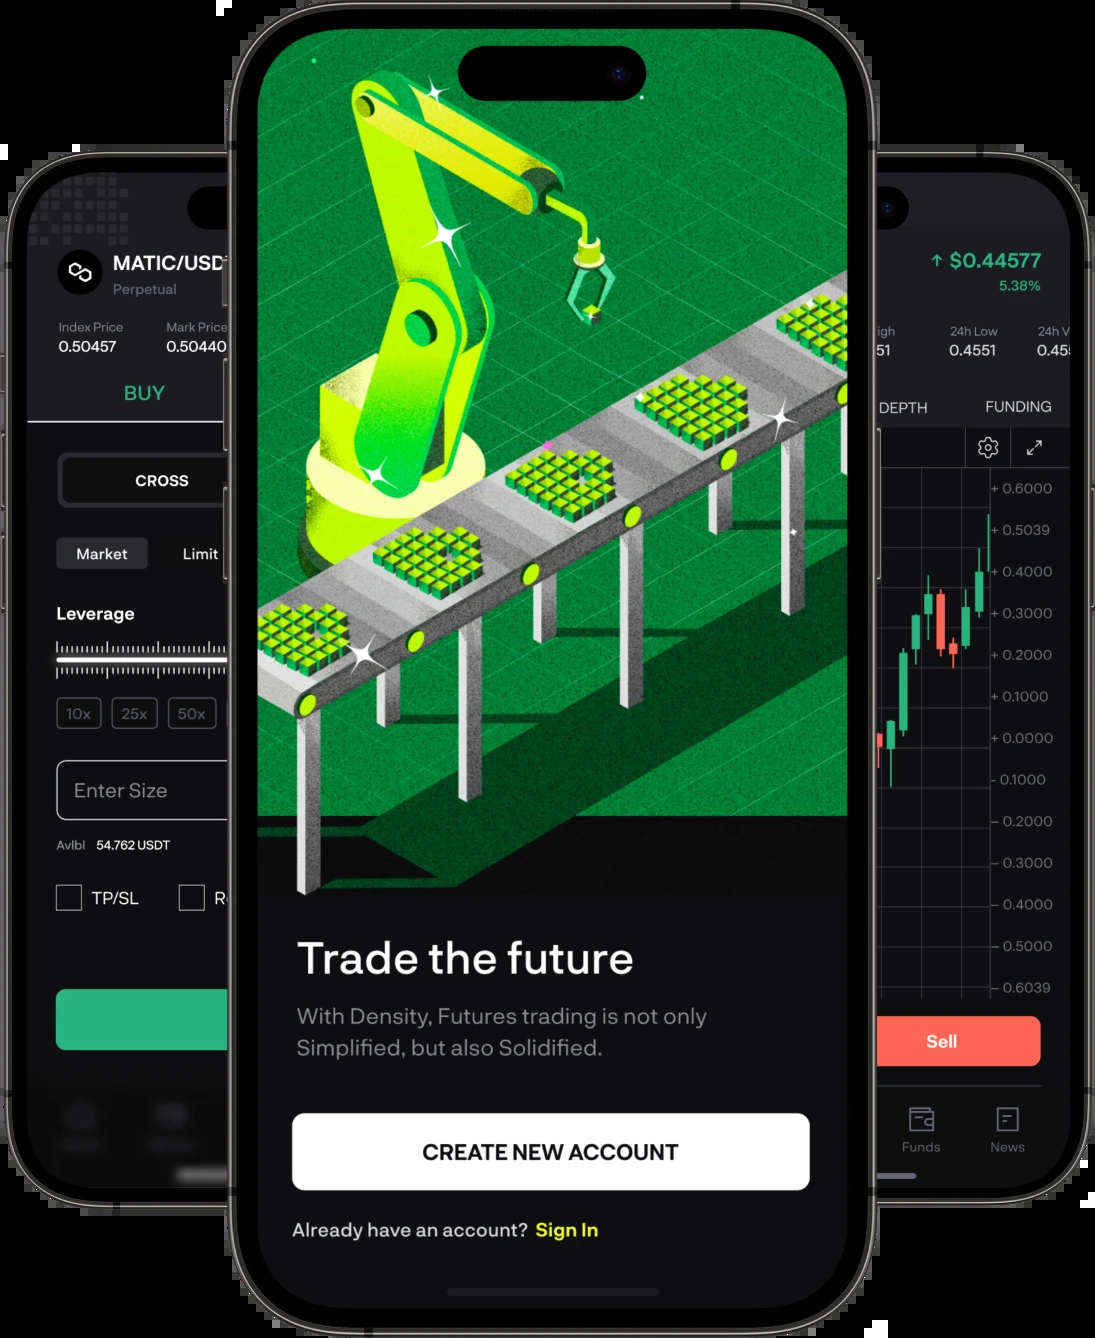 MATIC/USD
Perpetual
Index Price
Mark Price
0.50457
0.50440
BUY
CROSS
Market
Limit
Leverage
10x
25x
50x
Enter Size
Avlbl 54.762 USDT
TP/SL
R
Trade the future
With Density, Futures trading is not only
Simplified, but also Solidified.
CREATE NEW ACCOUNT
Already have an account? Sign In
↑ $0.44577
5.38%
igh
24h Low
24h V
51
0.4551
0.45
DEPTH
FUNDING
+ 0.6000
+ 0.5039
+ 0.4000
+ 0.3000
+ 0.2000
+ 0.1000
+ 0.0000
- 0.1000
- 0.2000
- 0.3000
- 0.4000
- 0.5000
- 0.6039
Sell
Funds
News